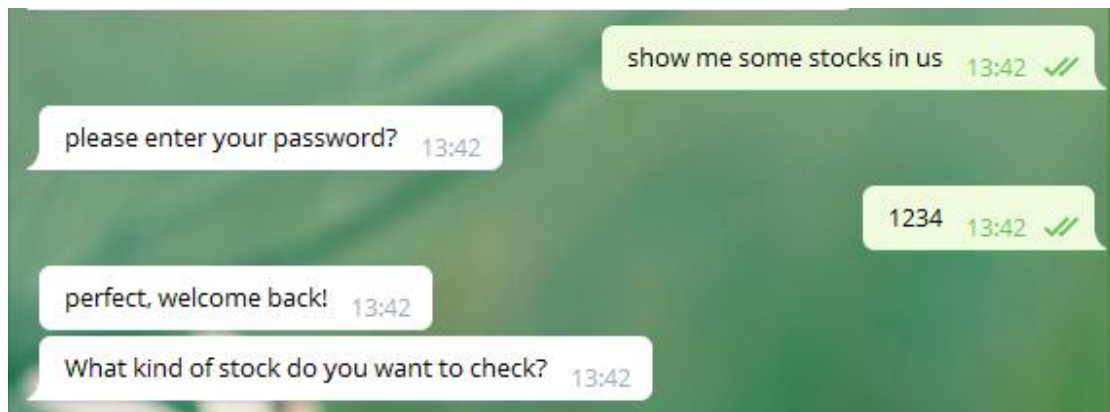 show me some stocks in us 13:42
please enter your password? 13:42
1234 13:42
perfect, welcome back! 13:42
What kind of stock do you want to check? 13:42